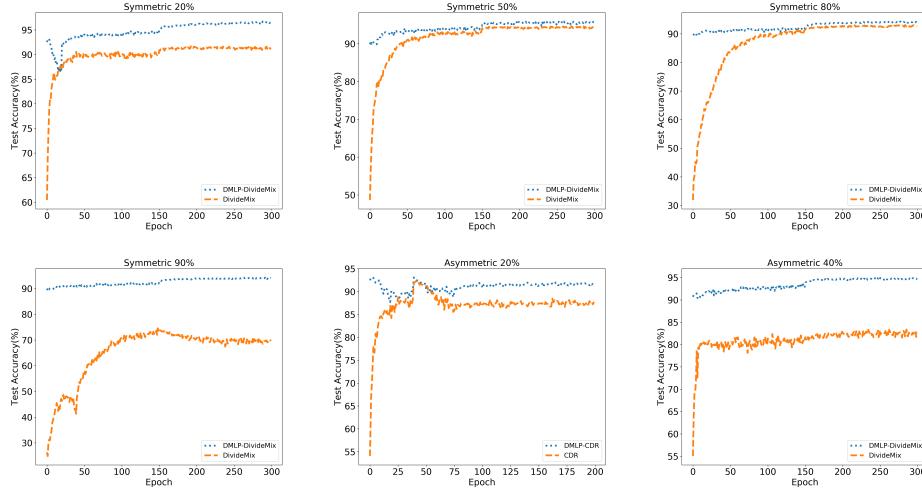 Symmetric 20%
Test Accuracy(%)
95
90
85
80
75
70
65
60
0 50 100 150 200 250 300
Epoch
DMLP-DivideMix
DivideMix
Symmetric 50%
Test Accuracy(%)
90
80
70
60
50
0 50 100 150 200 250 300
Epoch
DMLP-DivideMix
DivideMix
Symmetric 80%
Test Accuracy(%)
90
80
70
60
50
40
30
0 50 100 150 200 250 300
Epoch
DMLP-DivideMix
DivideMix
Symmetric 90%
Test Accuracy(%)
90
80
70
60
50
40
30
0 50 100 150 200 250 300
Epoch
DMLP-DivideMix
DivideMix
Asymmetric 20%
Test Accuracy(%)
95
90
85
80
75
70
65
60
55
0 25 50 75 100 125 150 175 200
Epoch
DMLP-CDR
CDR
Asymmetric 40%
Test Accuracy(%)
95
90
85
80
75
70
65
60
55
0 50 100 150 200 250 300
Epoch
DMLP-DivideMix
DivideMix